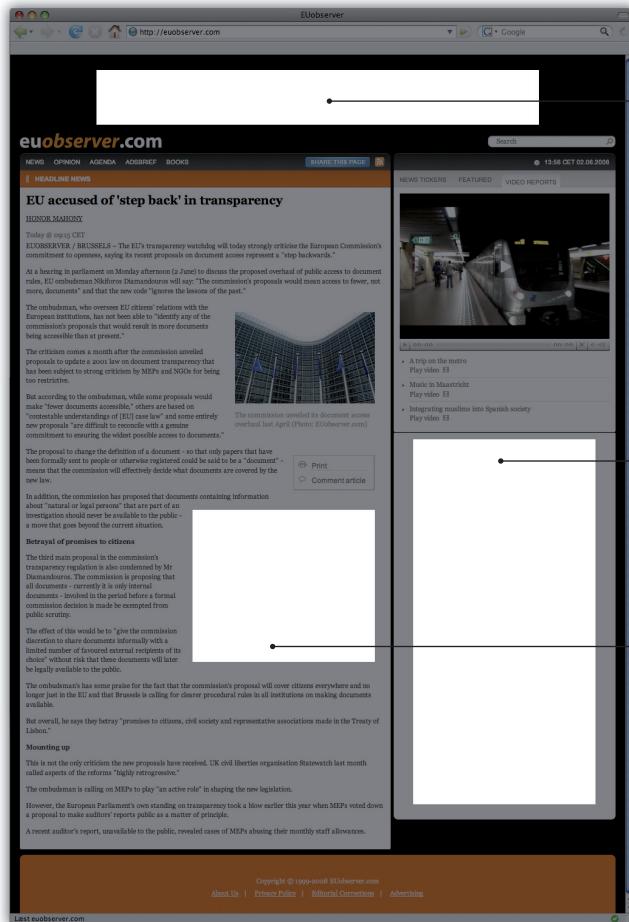 EUobserver
http://euobserver.com
Google
euobserver.com
Search
NEWS OPINION AGENDA ADSBRIEF BOOKS
SHARE THIS PAGE
13:56 CET 02.06.2008
HEADLINE NEWS
NEWS TICKERS FEATURED VIDEO REPORTS
EU accused of 'step back' in transparency
HONOR MAHONY
Today @ 09:15 CET
EUOBSERVER / BRUSSELS – The EU's transparency watchdog will today strongly criticise the European Commission's
commitment to openness, saying its recent proposals on document access represent a "step backwards."
At a hearing in parliament on Monday afternoon (2 June) to discuss the proposed overhaul of public access to document
rules, EU ombudsman Nikiforos Diamandouros will say: "The commission's proposals would mean access to fewer, not
more, documents" and that the new code "ignores the lessons of the past."
The ombudsman, who oversees EU citizens' relations with the
European institutions, has not been able to "identify any of the
commission's proposals that would result in more documents
being accessible than at present."
The criticism comes a month after the commission unveiled
proposals to update a 2001 law on document transparency that
has been subject to strong criticism by MEPs and NGOs for being
too restrictive.
But according to the ombudsman, while some proposals would
make "fewer documents accessible," others are based on
"contestable understandings of [EU] case law" and some entirely
new proposals "are difficult to reconcile with a genuine
commitment to ensuring the widest possible access to documents."
The commission unveiled its document access
overhaul last April (Photo: EUobserver.com)
The proposal to change the definition of a document - so that only papers that have
been formally sent to people or otherwise registered could be said to be a "document" -
means that the commission will effectively decide what documents are covered by the
new law.
Print
Comment article
In addition, the commission has proposed that documents containing information
about "natural or legal persons" that are part of an
investigation should never be available to the public -
a move that goes beyond the current situation.
Betrayal of promises to citizens
The third main proposal in the commission's
transparency regulation is also condemned by Mr
Diamandouros. The commission is proposing that
all documents - currently it is only internal
documents - involved in the period before a formal
commission decision is made be exempted from
public scrutiny.
The effect of this would be to "give the commission
discretion to share documents informally with a
limited number of favoured external recipients of its
choice" without risk that these documents will later
be legally available to the public.
The ombudsman's has some praise for the fact that the commission's proposal will cover citizens everywhere and no
longer just in the EU and that Brussels is calling for clearer procedural rules in all institutions on making documents
available.
But overall, he says they betray "promises to citizens, civil society and representative associations made in the Treaty of
Lisbon."
Mounting up
This is not the only criticism the new proposals have received. UK civil liberties organisation Statewatch last month
called aspects of the reforms "highly retrogressive."
The ombudsman is calling on MEPs to play "an active role" in shaping the new legislation.
However, the European Parliament's own standing on transparency took a blow earlier this year when MEPs voted down
a proposal to make auditors' reports public as a matter of principle.
A recent auditor's report, unavailable to the public, revealed cases of MEPs abusing their monthly staff allowances.
00:00 00:00
A trip on the metro
Play video
Music in Maastricht
Play video
Integrating muslims into Spanish society
Play video
Copyright © 1999-2008 EUobserver.com
About Us | Privacy Policy | Editorial Corrections | Advertising
Læst euobserver.com